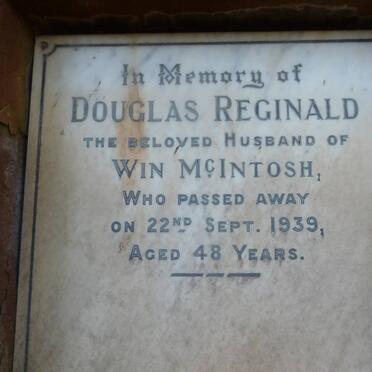 In Memory of
DOUGLAS REGINALD
THE BELOVED HUSBAND OF
WIN McINTOSH,
WHO PASSED AWAY
ON 22ND SEPT. 1939,
AGED 48 YEARS.